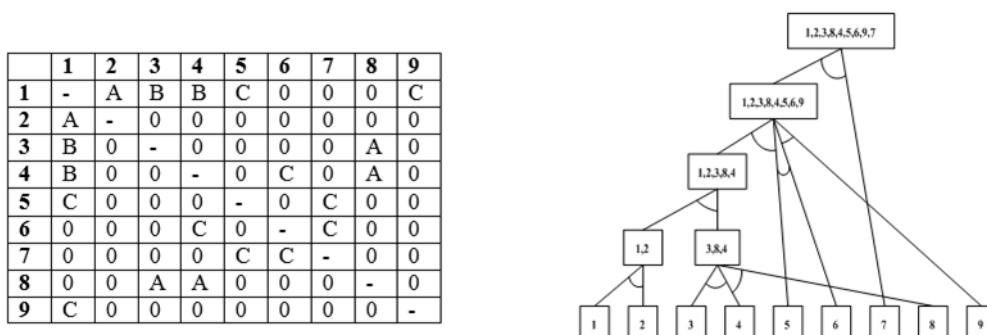 1 2 3 4 5 6 7 8 9
1 - A B B C 0 0 0 C
2 A - 0 0 0 0 0 0 0
3 B 0 - 0 0 0 0 A 0
4 B 0 0 - 0 C 0 A 0
5 C 0 0 0 - 0 C 0 0
6 0 0 0 C 0 - C 0 0
7 0 0 0 0 C C - 0 0
8 0 0 A A 0 0 0 - 0
9 C 0 0 0 0 0 0 0 -
1,2,3,8,4,5,6,9,7
1,2,3,8,4,5,6,9
1,2,3,8,4
1,2 3,8,4
1 2 3 4 5 6 7 8 9